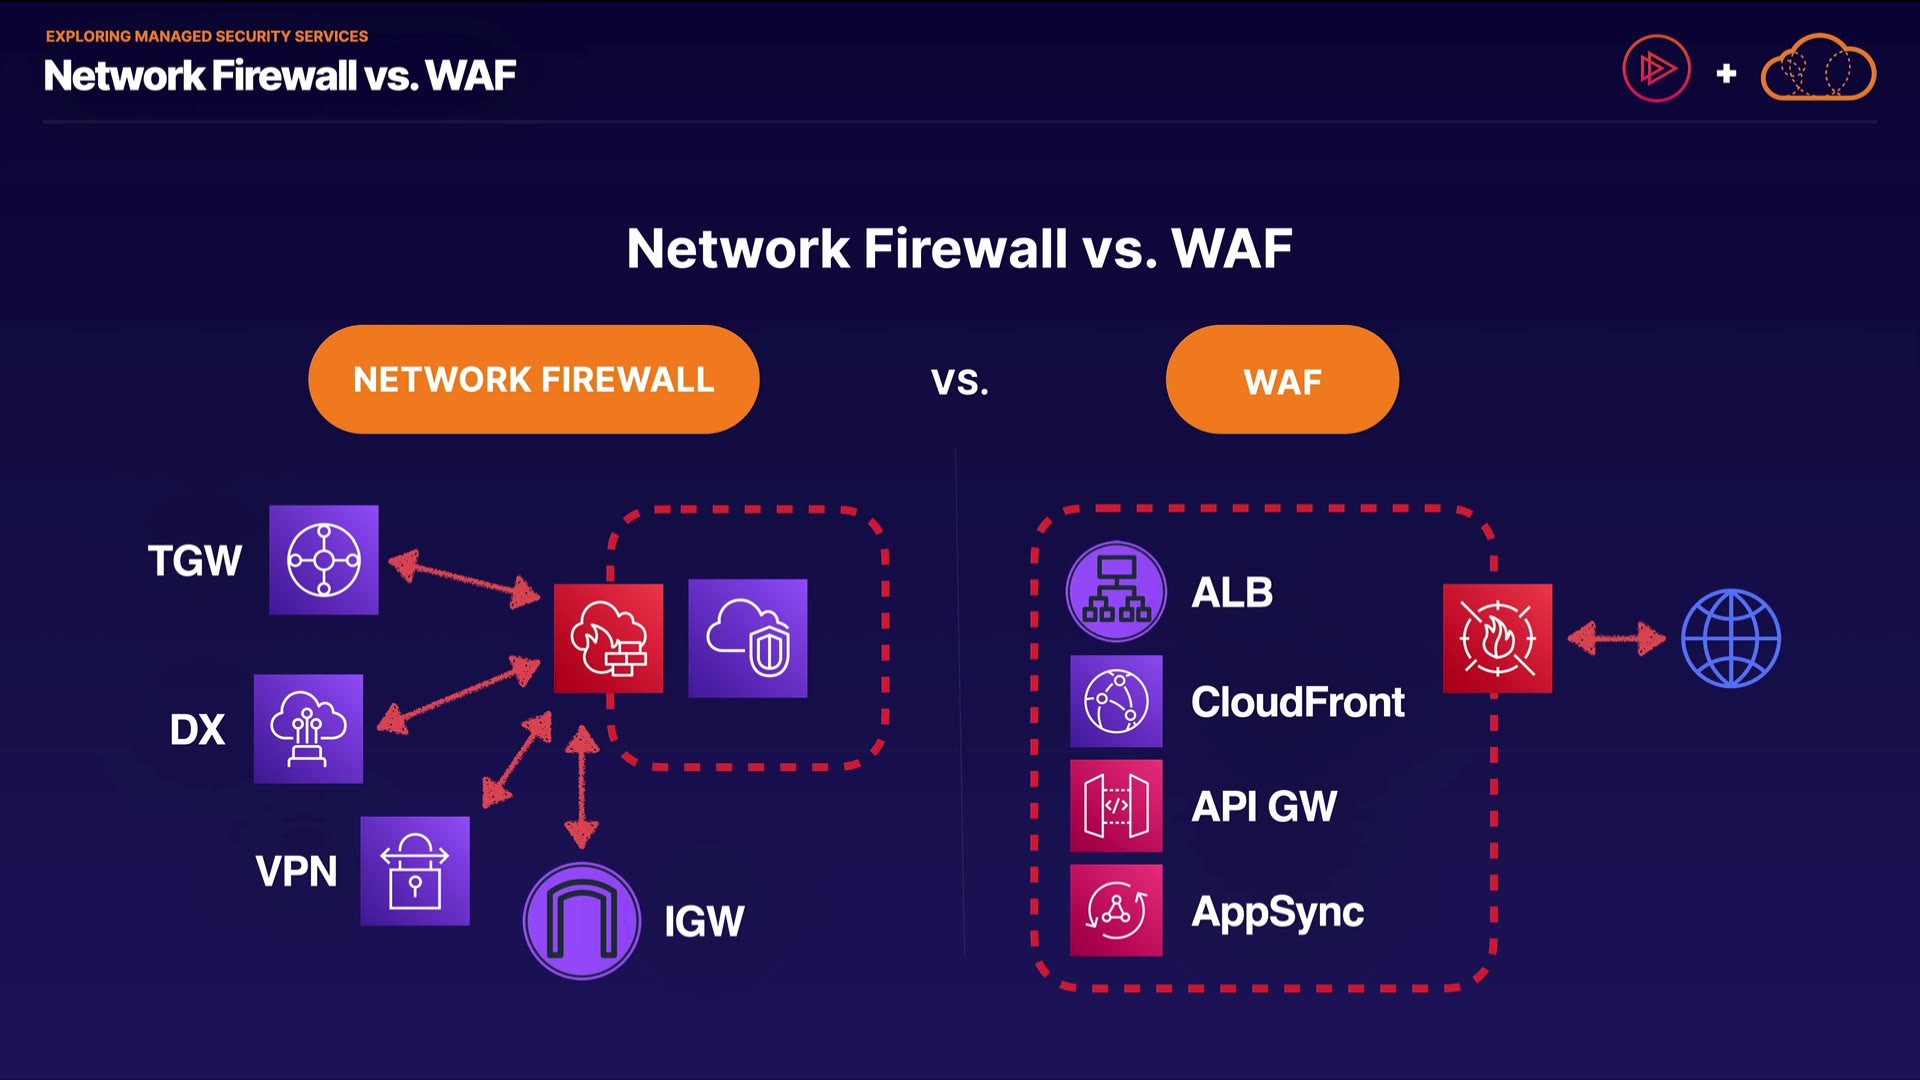 EXPLORING MANAGED SECURITY SERVICES
Network Firewall vs. WAF
Network Firewall vs. WAF
NETWORK FIREWALL
VS.
WAF
TGW
DX
VPN
IGW
ALB
CloudFront
API GW
AppSync